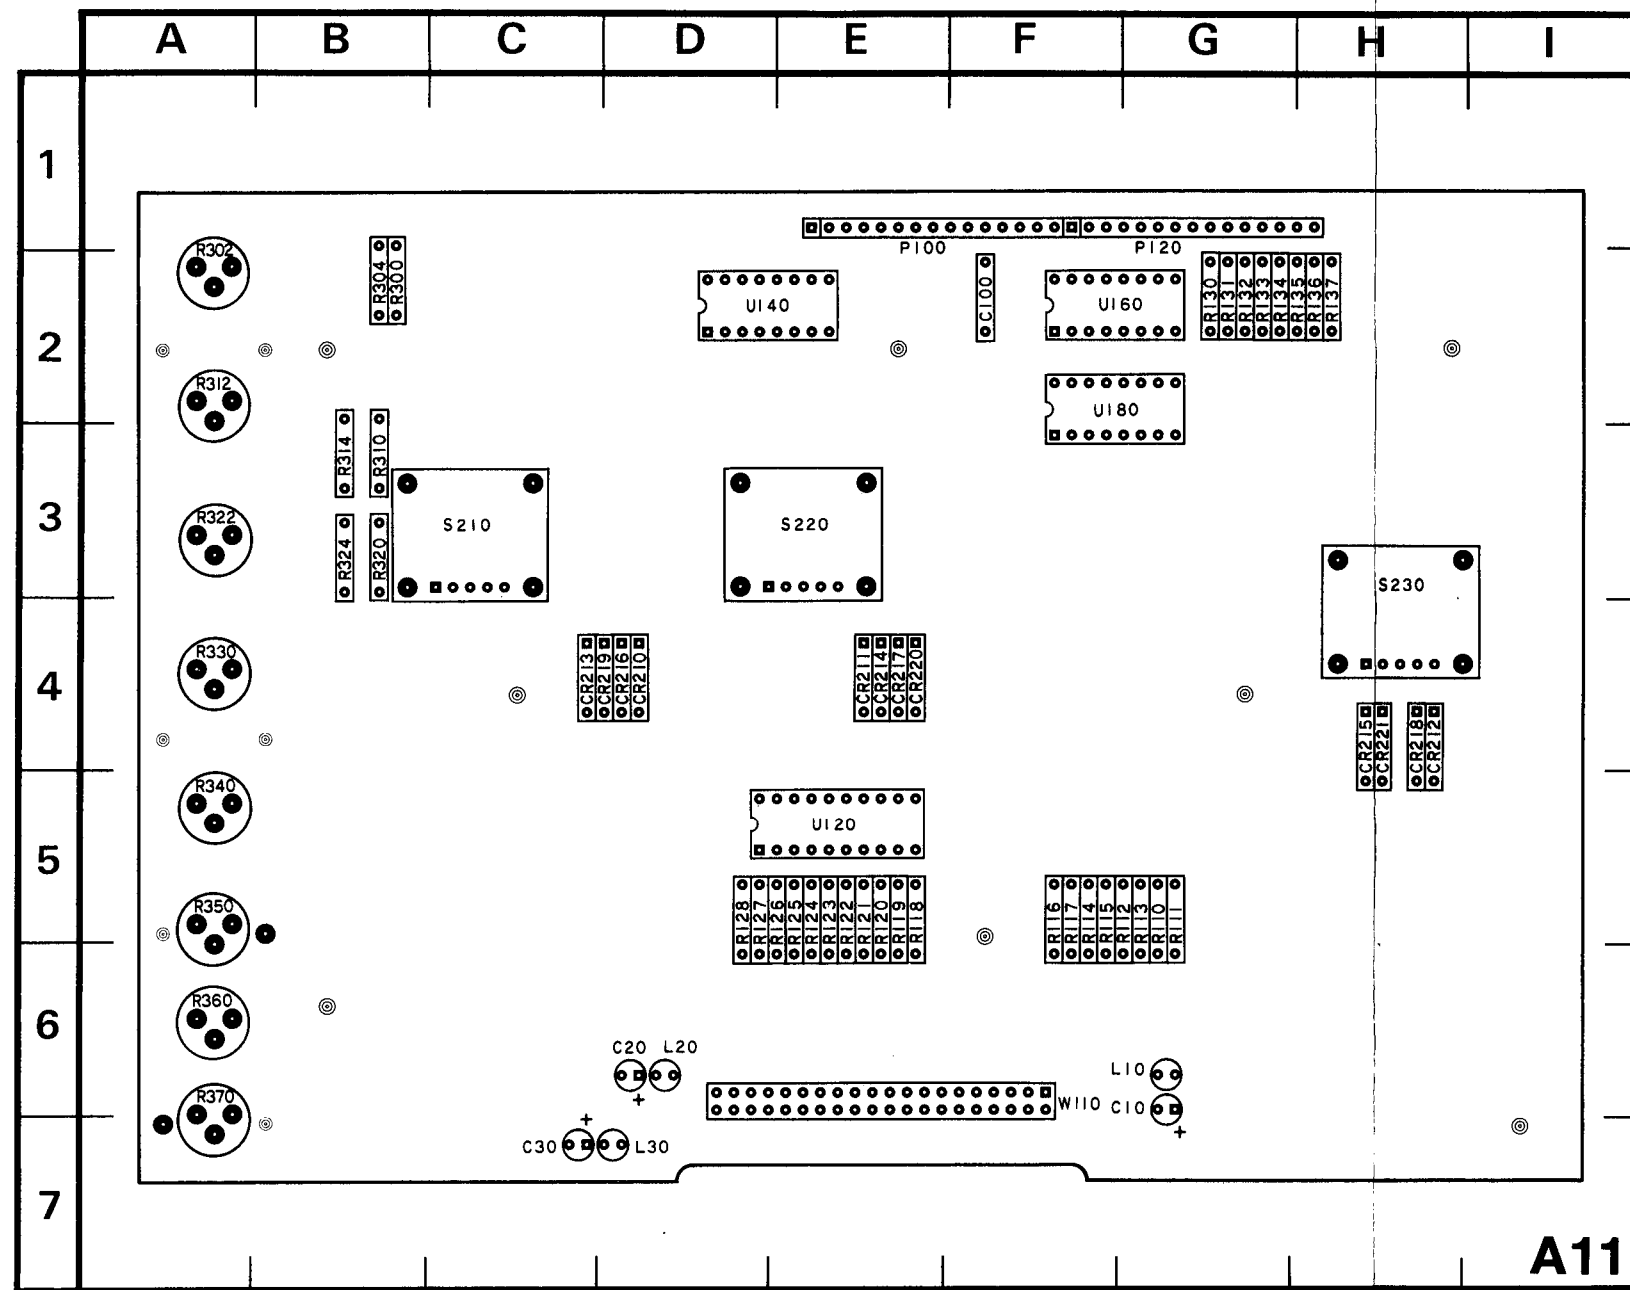 A B C D E F G H I
1
P100 P120
R302
R304
R300
U140
C100
U160
R130
R131
R132
R133
R134
R135
R136
R137
2
R312
U180
R314
R310
3
R322
S210
S220
R324
R320
S230
R330
4
CR213
CR219
CR216
CR210
CR211
CR214
CR217
CR220
CR215
CR221
CR218
CR212
R340
U120
5
R350
R128
R127
R126
R125
R124
R123
R122
R121
R120
R119
R118
R116
R117
R114
R115
R112
R113
R110
R111
R360
6
C20 L20
+
L10
R370
W110 C10
+
+
C30 L30
7
A11